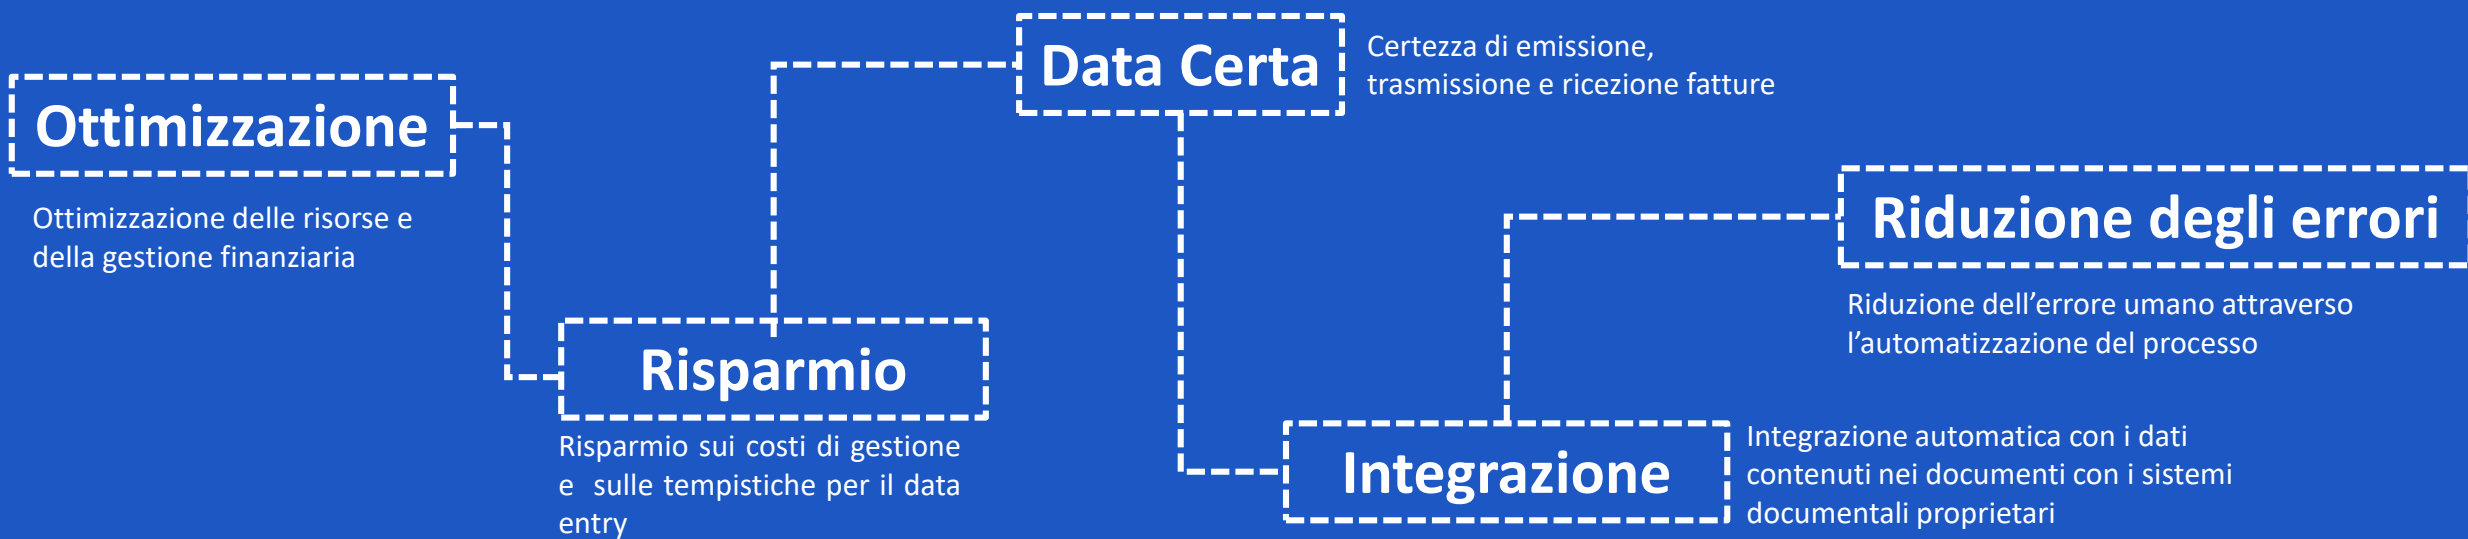 Ottimizzazione
Ottimizzazione delle risorse e
della gestione finanziaria
Risparmio
Risparmio sui costi di gestione
e sulle tempistiche per il data
entry
Data Certa
Certezza di emissione,
trasmissione e ricezione fatture
Integrazione
Integrazione automatica con i dati
contenuti nei documenti con i sistemi
documentali proprietari
Riduzione degli errori
Riduzione dell’errore umano attraverso
l’automatizzazione del processo